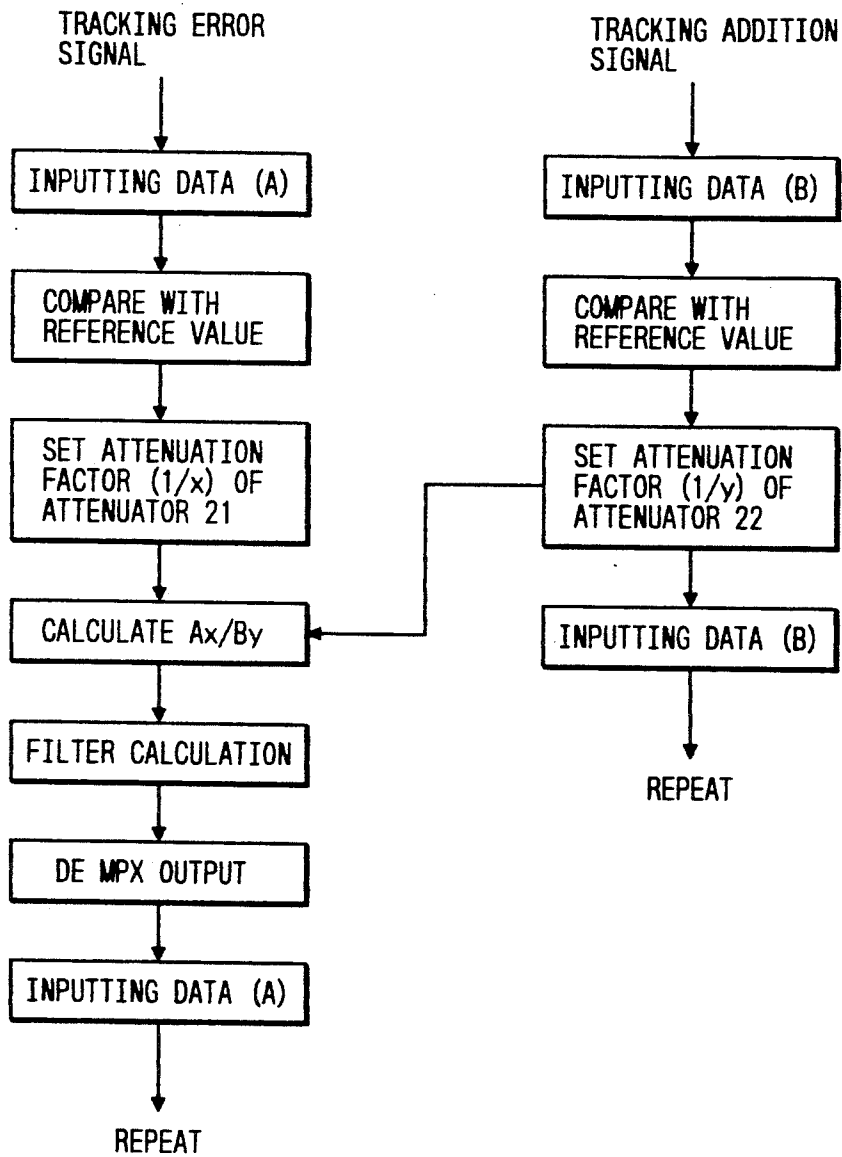 TRACKING ERROR
SIGNAL
INPUTTING DATA (A)
COMPARE WITH
REFERENCE VALUE
SET ATTENUATION
FACTOR (1/x) OF
ATTENUATOR 21
CALCULATE Ax/By
FILTER CALCULATION
DE MPX OUTPUT
INPUTTING DATA (A)
REPEAT
TRACKING ADDITION
SIGNAL
INPUTTING DATA (B)
COMPARE WITH
REFERENCE VALUE
SET ATTENUATION
FACTOR (1/y) OF
ATTENUATOR 22
INPUTTING DATA (B)
REPEAT